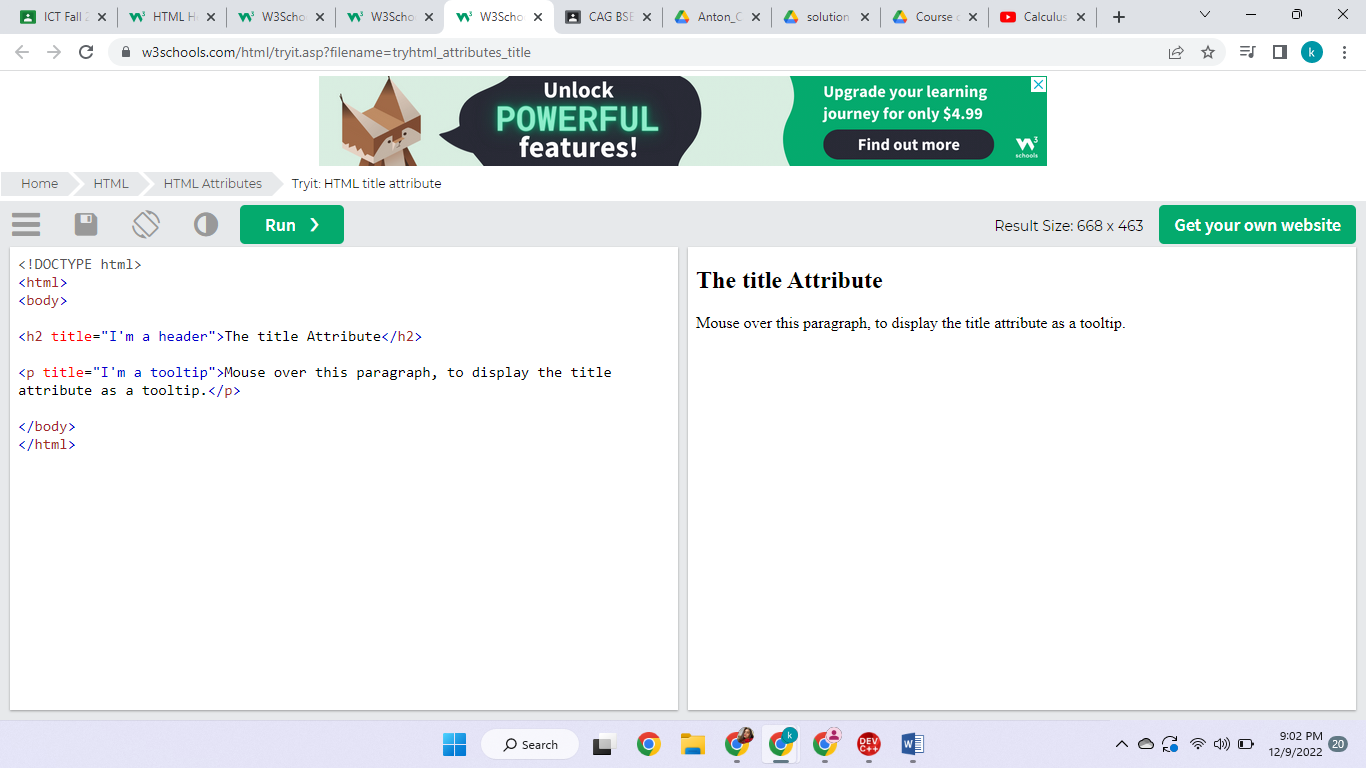 ICT Fall 2
HTML H
W3Scho
W3Scho
W3Scho
CAG BSE
Anton_C
solution
Course
Calculus
w3schools.com/html/tryit.asp?filename=tryhtml_attributes_title
k
Unlock
POWERFUL
features!
Upgrade your learning
journey for only $4.99
Find out more
schools
Home
HTML
HTML Attributes
Tryit: HTML title attribute
Run ❯
Result Size: 668 x 463
Get your own website
<!DOCTYPE html>
<html>
<body>
<h2 title="I'm a header">The title Attribute</h2>
<p title="I'm a tooltip">Mouse over this paragraph, to display the title
attribute as a tooltip.</p>
</body>
</html>
The title Attribute
Mouse over this paragraph, to display the title attribute as a tooltip.
Search
k
DEV
C++
W
9:02 PM
12/9/2022
20